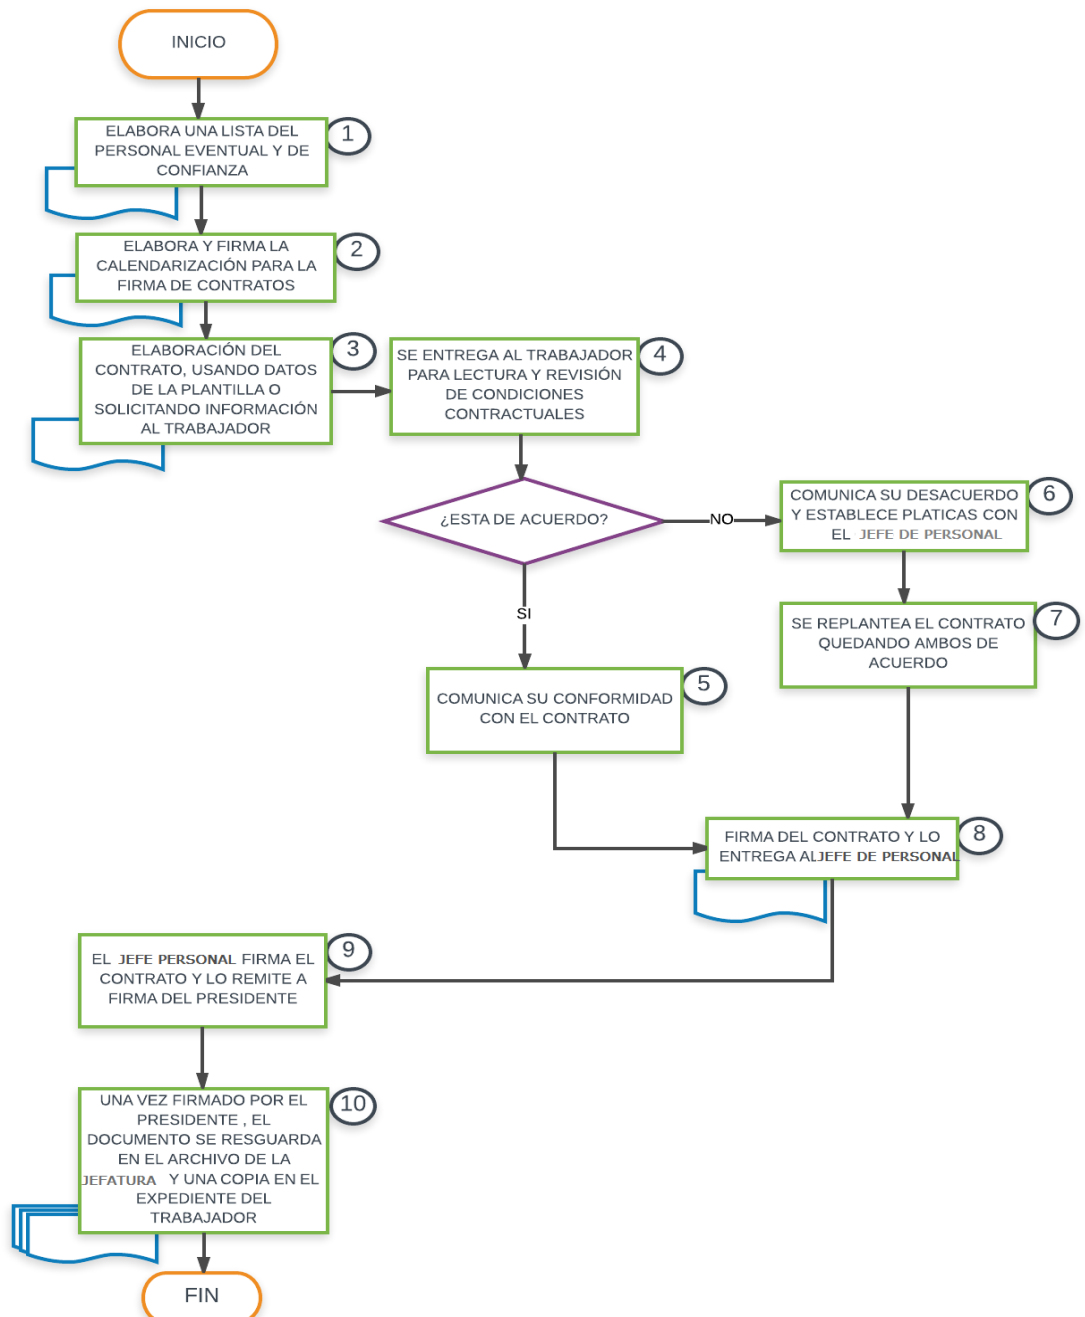 INICIO
ELABORA UNA LISTA DEL
PERSONAL EVENTUAL Y DE
CONFIANZA
1
ELABORA Y FIRMA LA
CALENDARIZACIÓN PARA LA
FIRMA DE CONTRATOS
2
ELABORACIÓN DEL
CONTRATO, USANDO DATOS
DE LA PLANTILLA O
SOLICITANDO INFORMACIÓN
AL TRABAJADOR
3
SE ENTREGA AL TRABAJADOR
PARA LECTURA Y REVISIÓN
DE CONDICIONES
CONTRACTUALES
4
¿ESTA DE ACUERDO?
NO
SI
COMUNICA SU CONFORMIDAD
CON EL CONTRATO
5
COMUNICA SU DESACUERDO
Y ESTABLECE PLATICAS CON
EL JEFE DE PERSONAL
6
SE REPLANTEA EL CONTRATO
QUEDANDO AMBOS DE
ACUERDO
7
FIRMA DEL CONTRATO Y LO
ENTREGA AL JEFE DE PERSONAL
8
EL JEFE PERSONAL FIRMA EL
CONTRATO Y LO REMITE A
FIRMA DEL PRESIDENTE
9
UNA VEZ FIRMADO POR EL
PRESIDENTE , EL
DOCUMENTO SE RESGUARDA
EN EL ARCHIVO DE LA
JEFATURA Y UNA COPIA EN EL
EXPEDIENTE DEL
TRABAJADOR
10
FIN